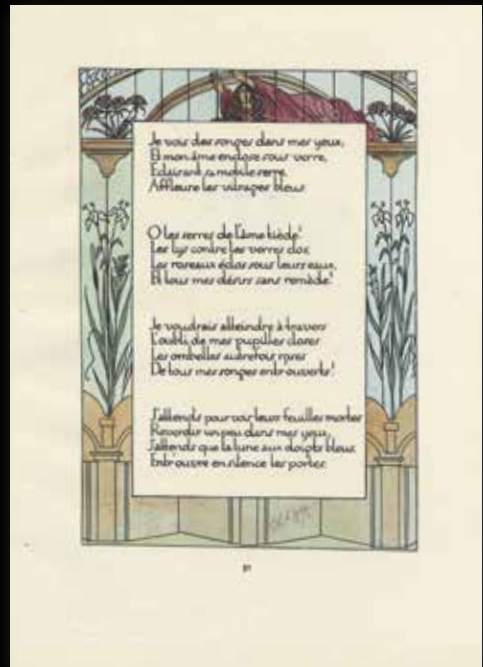 Je vois des songes dans mes yeux,
Et mon âme enclose sous verre,
Eclairant sa mobile serre,
Affleure les vitrages bleus.
O les serres de l'âme tiède!
Les lys contre les verres clos,
Les roseaux éclos sous leurs eaux,
Et tous mes désirs sans remède!
Je voudrais atteindre à travers
L'oubli de mes pupilles closes
Les ombelles autrefois roses
De tous mes songes entr'ouverts!
J'attends pour voir leurs feuilles mortes
Reverdir un peu dans mes yeux,
J'attends que la lune aux doigts bleus
Entr'ouvre en silence les portes.